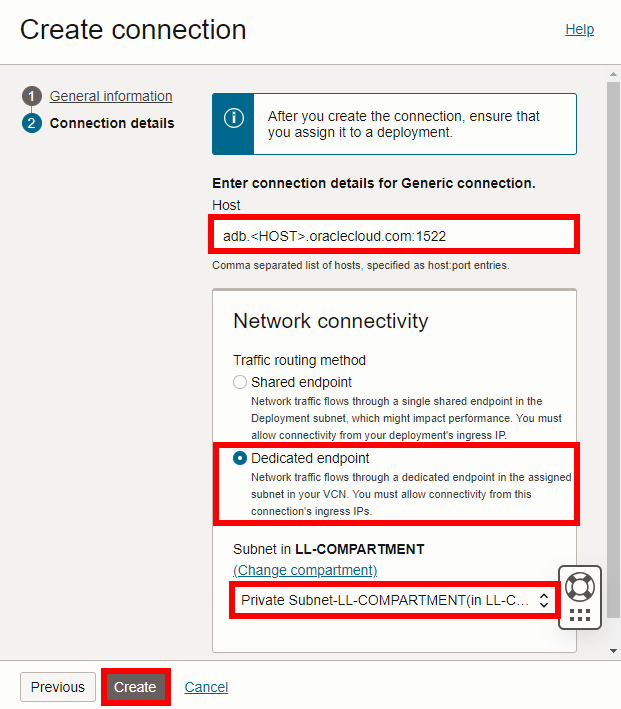 Create connection
Help
1 General information
2 Connection details
After you create the connection, ensure that
you assign it to a deployment.
Enter connection details for Generic connection.
Host
adb.<HOST>.oraclecloud.com:1522
Comma separated list of hosts, specified as host:port entries.
Network connectivity
Traffic routing method
Shared endpoint
Network traffic flows through a single shared endpoint in the
Deployment subnet, which might impact performance. You must
allow connectivity from your deployment's ingress IP.
Dedicated endpoint
Network traffic flows through a dedicated endpoint in the assigned
subnet in your VCN. You must allow connectivity from this
connection's ingress IPs.
Subnet in LL-COMPARTMENT
(Change compartment)
Private Subnet-LL-COMPARTMENT(in LL-C...
Previous
Create
Cancel